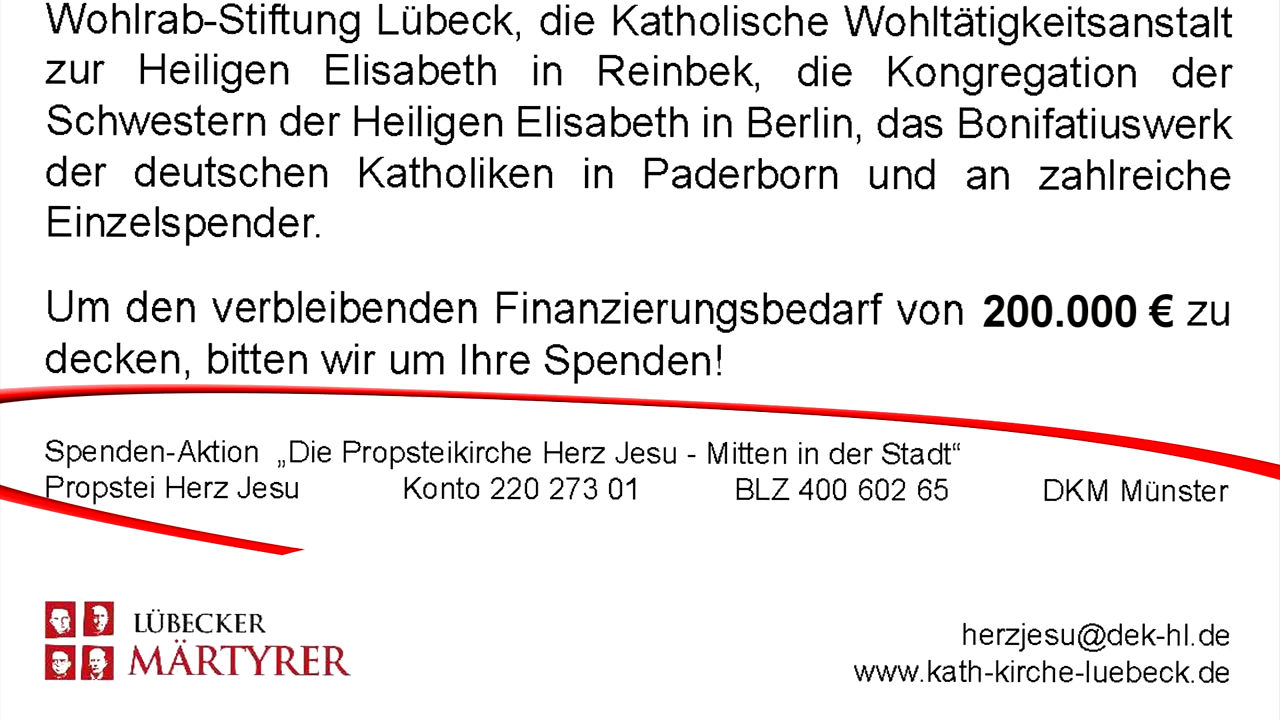 Wohlrab-Stiftung Lübeck, die Katholische Wohltätigkeitsanstalt
zur Heiligen Elisabeth in Reinbek, die Kongregation der
Schwestern der Heiligen Elisabeth in Berlin, das Bonifatiuswerk
der deutschen Katholiken in Paderborn und an zahlreiche
Einzelspender.
Um den verbleibenden Finanzierungsbedarf von 200.000 € zu
decken, bitten wir um Ihre Spenden!
Spenden-Aktion „Die Propsteikirche Herz Jesu - Mitten in der Stadt“
Propstei Herz Jesu Konto 220 273 01 BLZ 400 602 65 DKM Münster
LÜBECKER
MÄRTYRER
herzjesu@dek-hl.de
www.kath-kirche-luebeck.de